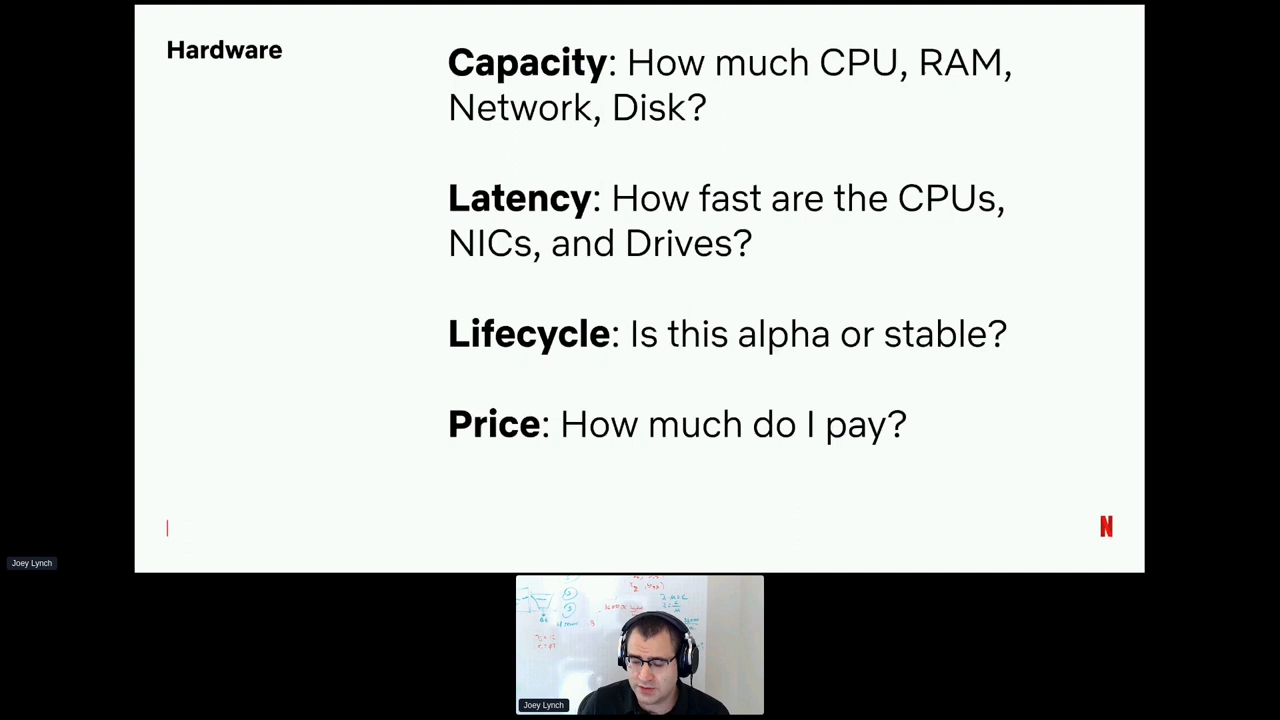 Hardware
Capacity: How much CPU, RAM,
Network, Disk?
Latency: How fast are the CPUs,
NICs, and Drives?
Lifecycle: Is this alpha or stable?
Price: How much do I pay?
N
Joey Lynch
Joey Lynch